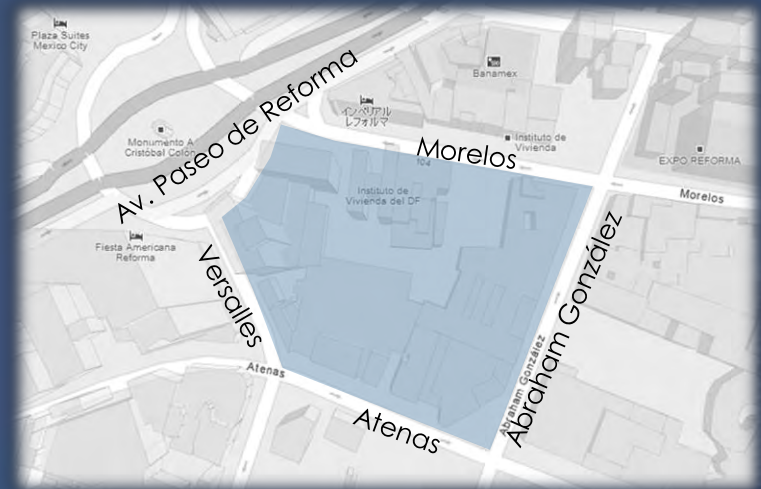 Plaza Suites
Mexico City
Av. Paseo de Reforma
Banamex
インペリアル
レフォルマ
Monumento A
Cristóbal Colón
Instituto de
Vivienda
Morelos
104
EXPO REFORMA
Instituto de
Vivienda del DF
Morelos
Fiesta Americana
Reforma
Versalles
Abraham González
Abraham González
Atenas
Atenas